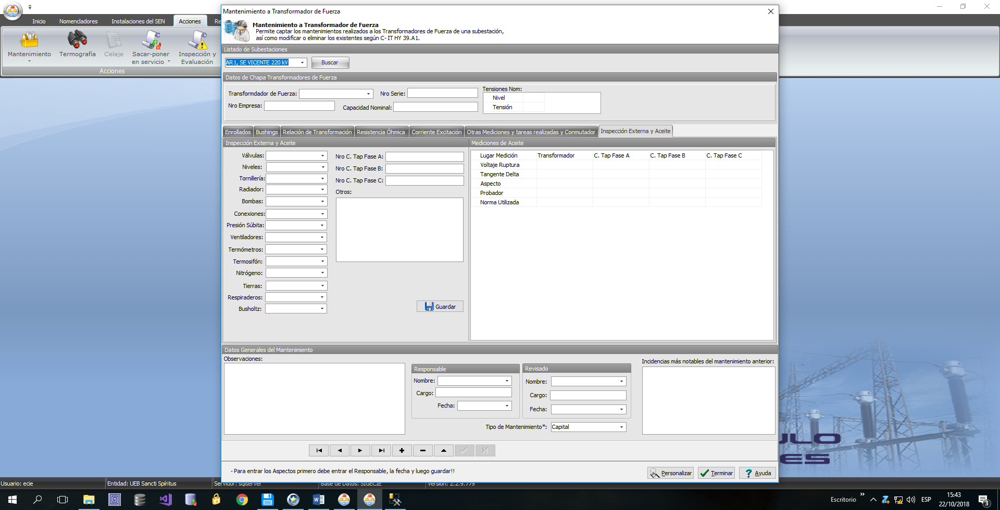 Mantenimiento a Transformador de Fuerza
Inicio Nomencladores Instalaciones del SEN Acciones Re
Mantenimiento a Transformador de Fuerza
Permite captar los mantenimientos realizados a los Transformadores de Fuerza de una subestación,
así como modificar o eliminar los existentes según C- IT HY 39.A1.
Mantenimiento
Termografía
Celaje
Sacar-poner
en servicio
Inspección y
Evaluación
Acciones
Listado de Subestaciones
AR1, SE VICENTE 220 kV Buscar
Datos de Chapa Transformadores de Fuerza
Transformdador de Fuerza: Nro Serie:
Nro Empresa: Capacidad Nominal:
Tensiones Nom:
Nivel
Tensión
Enrollados Bushings Relación de Transformación Resistencia Óhmica Corriente Excitación Otras Mediciones y tareas realizadas y Conmutador Inspección Externa y Aceite
Inspección Externa y Aceite
Válvulas:
Niveles:
Tornillería:
Radiador:
Bombas:
Conexiones:
Presión Súbita:
Ventiladores:
Termómetros:
Termosifón:
Nitrógeno:
Tierras:
Respiraderos:
Busholtz:
Nro C. Tap Fase A:
Nro C. Tap Fase B:
Nro C. Tap Fase C:
Otros:
Guardar
Mediciones de Aceite
Lugar Medición Transformador C. Tap Fase A C. Tap Fase B C. Tap Fase C
Voltaje Ruptura
Tangente Delta
Aspecto
Probador
Norma Utilizada
Datos Generales del Mantenimiento
Observaciones:
Responsable
Nombre:
Cargo:
Fecha:
Revisado
Nombre:
Cargo:
Fecha:
Tipo de Mantenimiento*: Capital
Incidencias más notables del mantenimiento anterior:
- Para entrar los Aspectos primero debe entrar el Responsable, la fecha y luego guardar!!
Personalizar Terminar Ayuda
ULO
ES
Usuario: ecie Entidad: UEB Sancti Spíritus Servidor: sqlserver Base de Datos: SIGECIE Versión: 2.2.9.779
Escritorio » ESP
15:43
22/10/2018
3